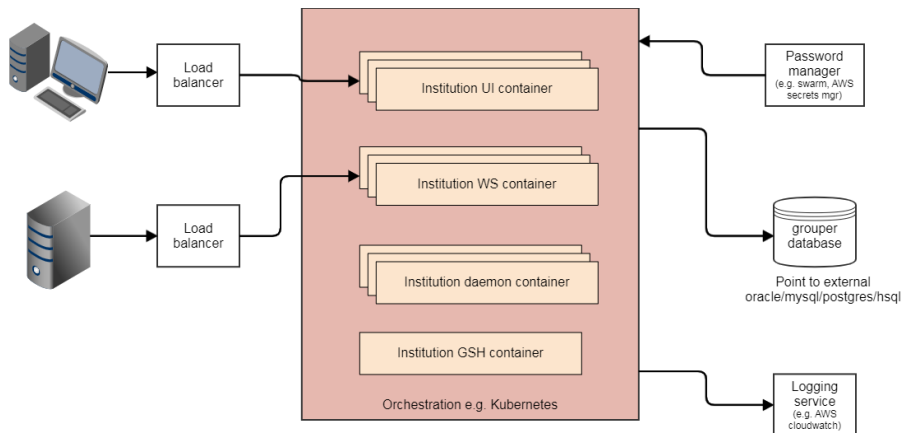 Load
balancer
Institution UI container
Password
manager
(e.g. swarm, AWS
secrets mgr)
Load
balancer
Institution WS container
grouper
database
Point to external
oracle/mysql/postgres/hsql
Institution daemon container
Institution GSH container
Orchestration e.g. Kubernetes
Logging
service
(e.g. AWS
cloudwatch)